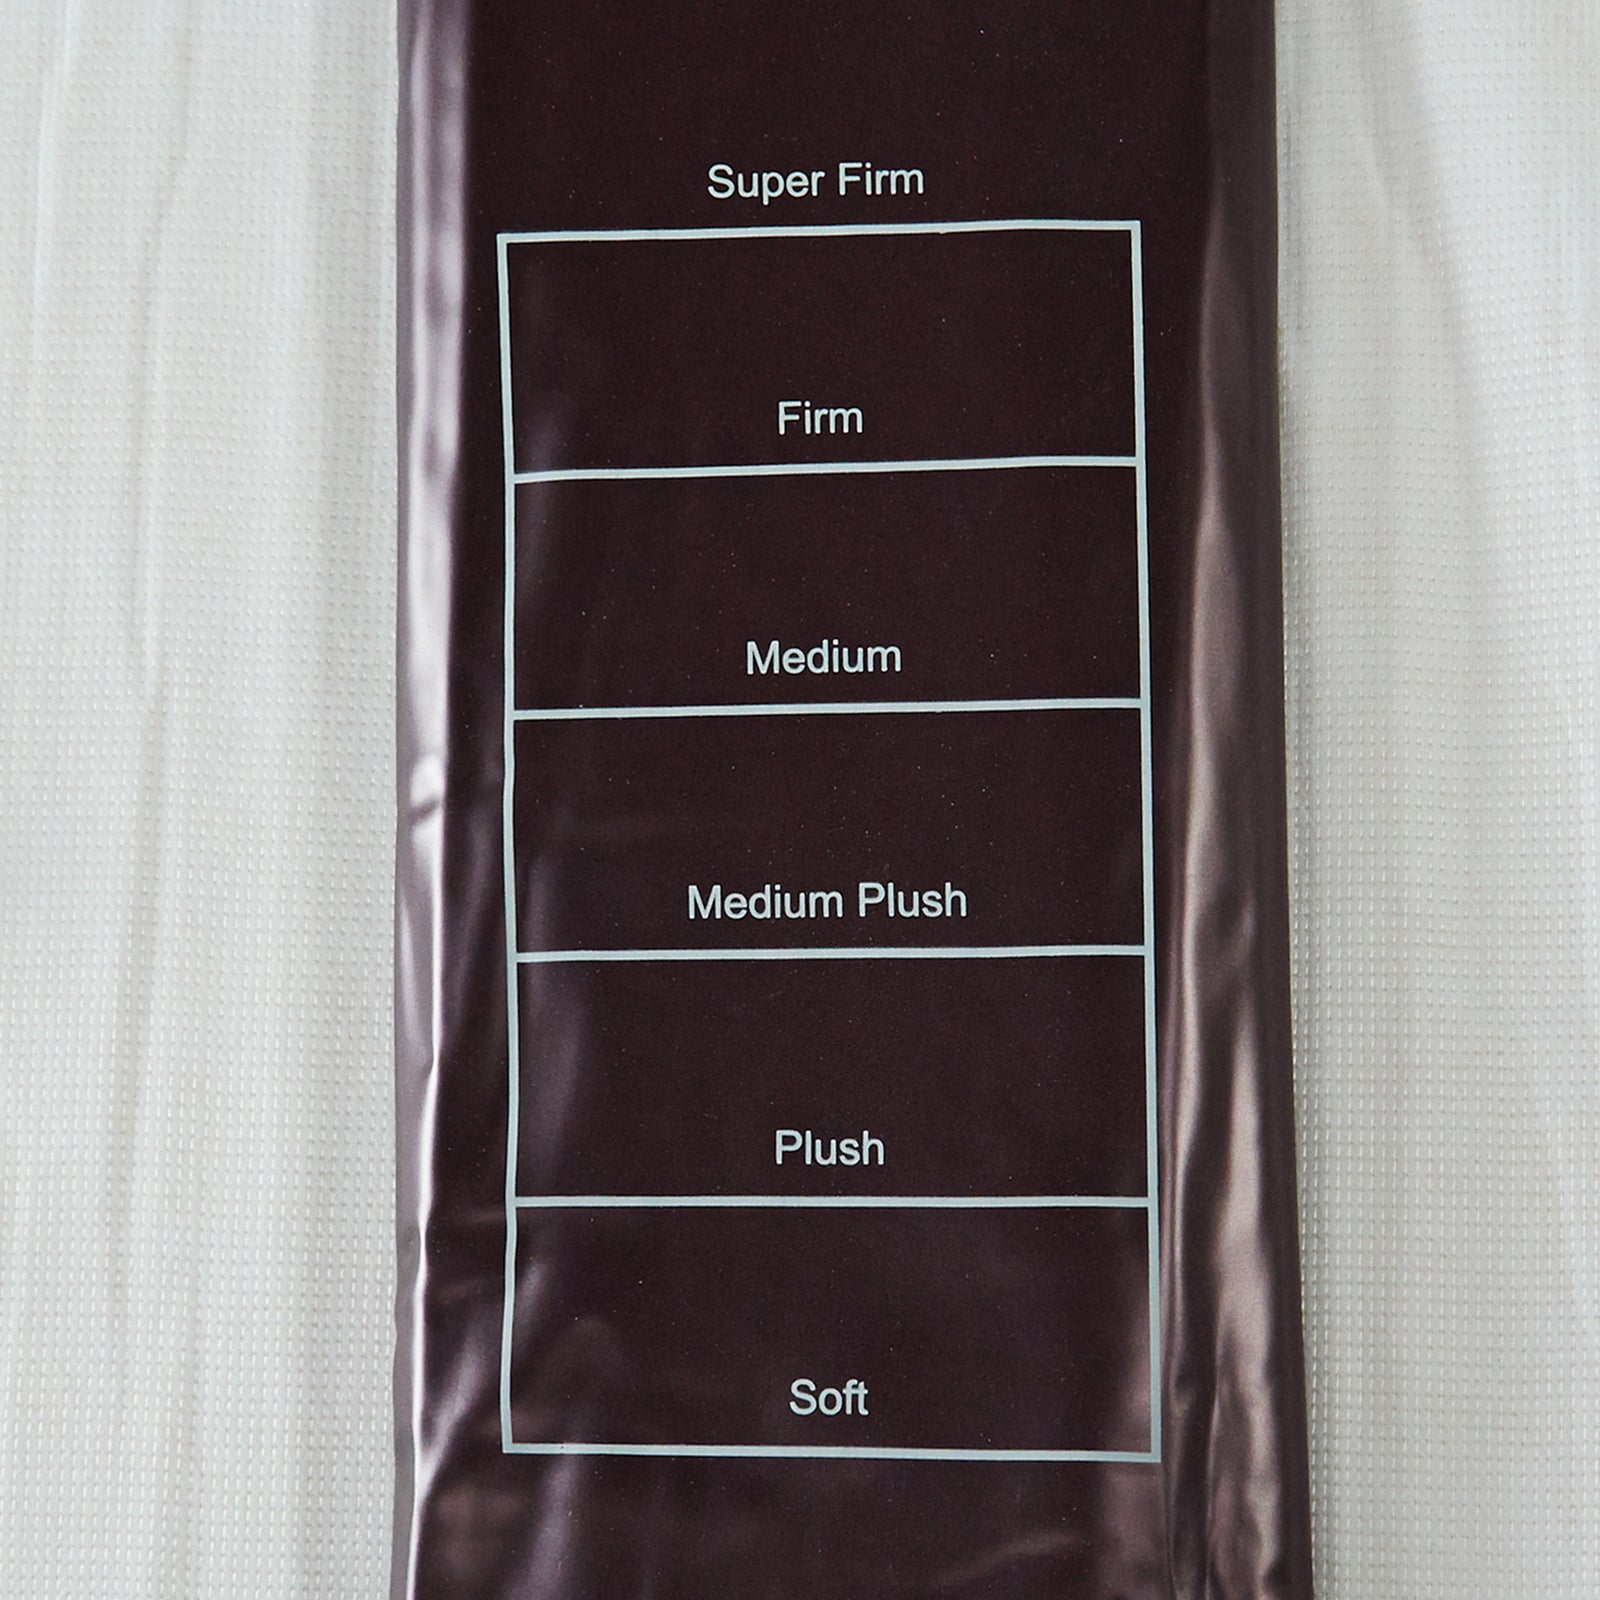 Super Firm
Firm
Medium
Medium Plush
Plush
Soft